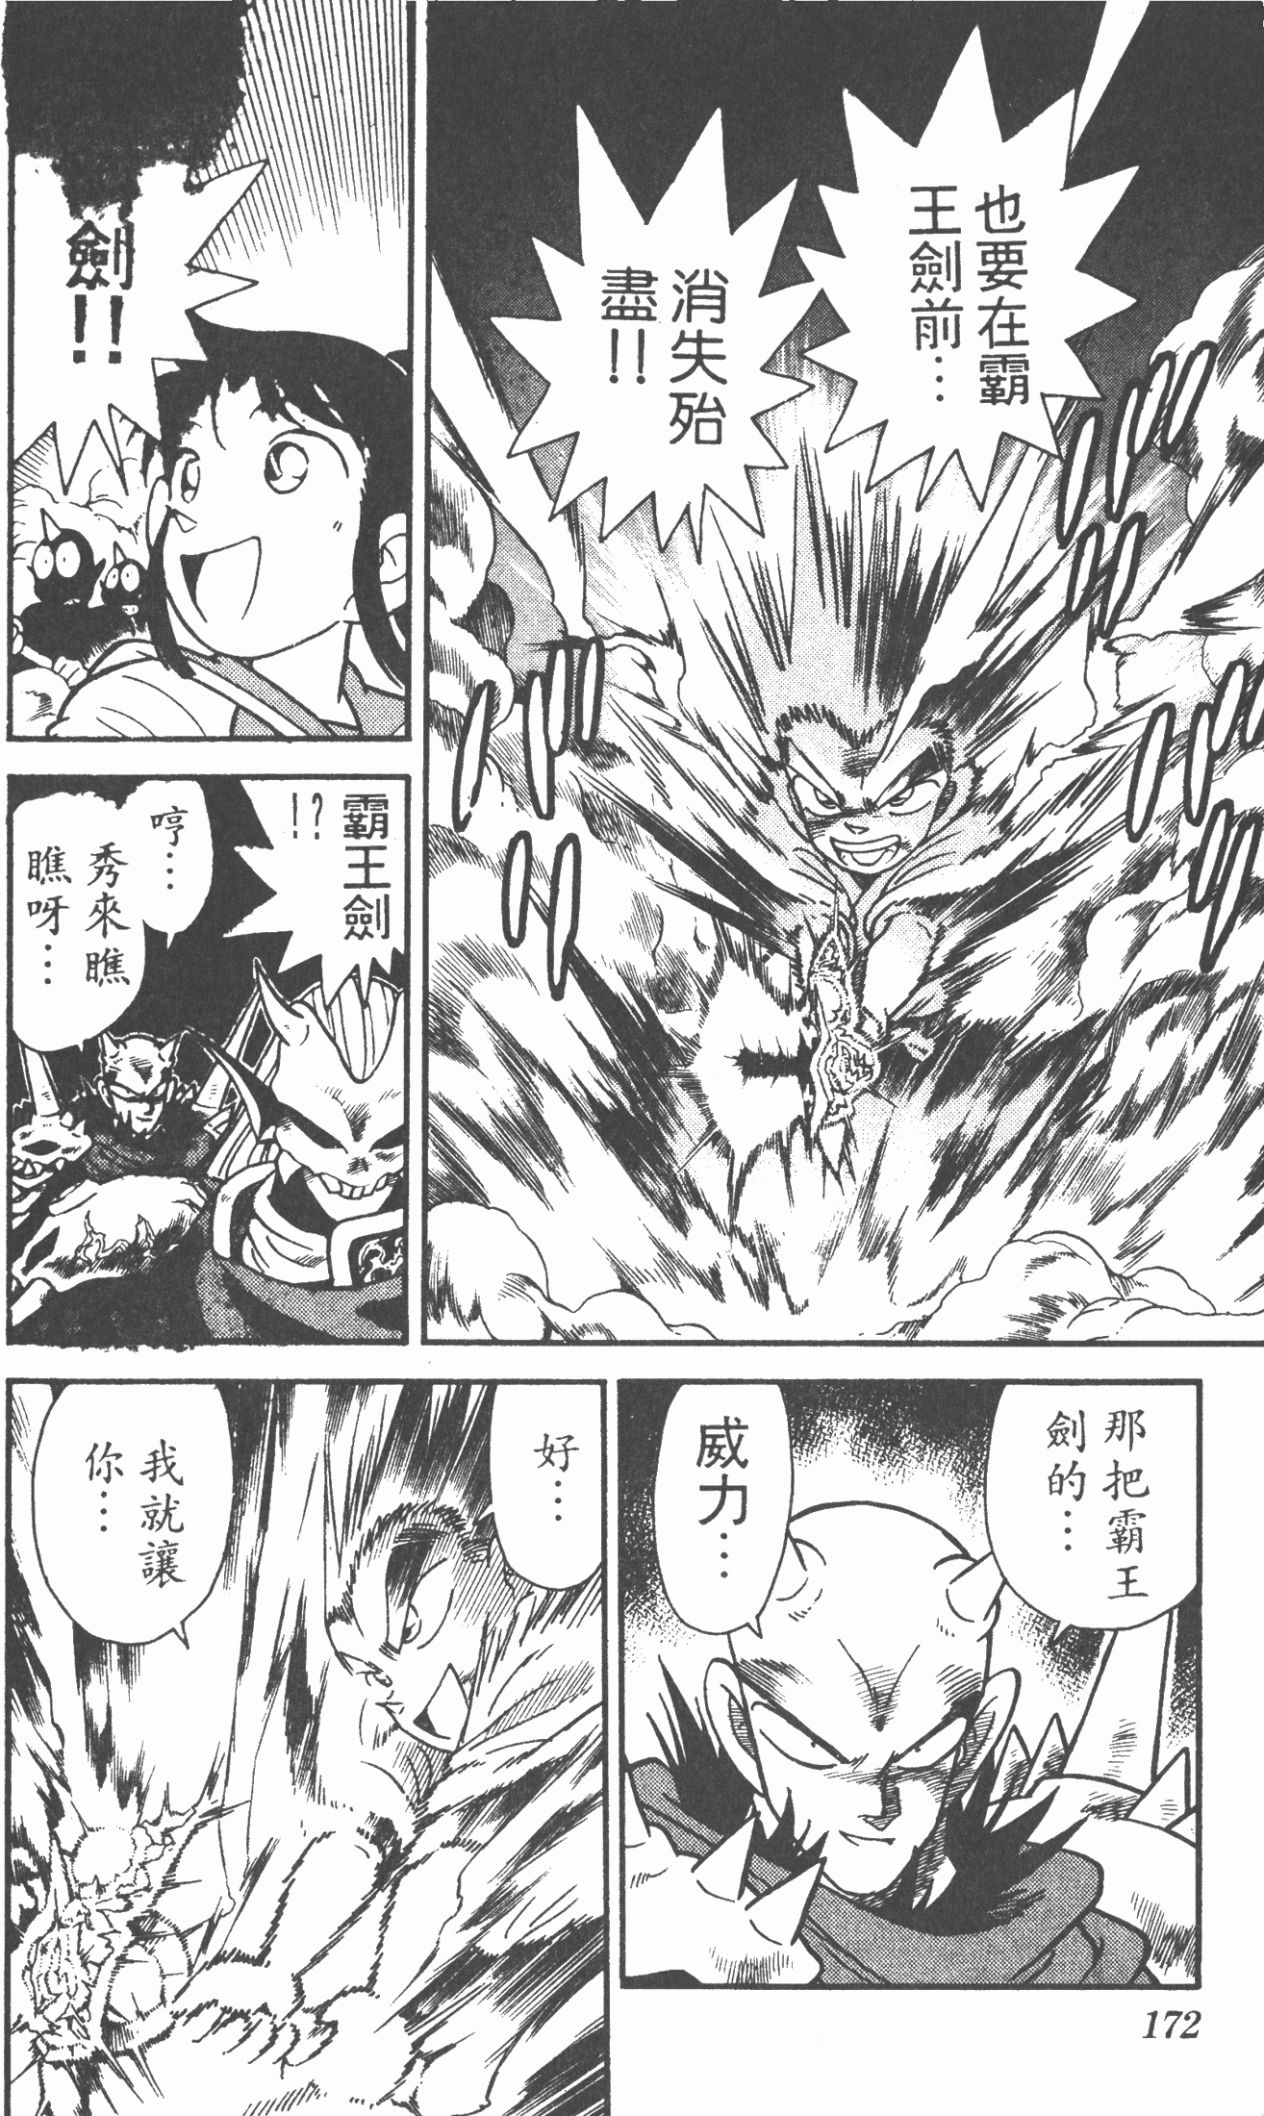 也要在霸
王劍前…
消失殆
盡!!
劍!!
霸王劍
!?
哼…
秀來瞧
瞧呀…
那把霸王
劍的…
威力…
好…
我就讓
你…
172